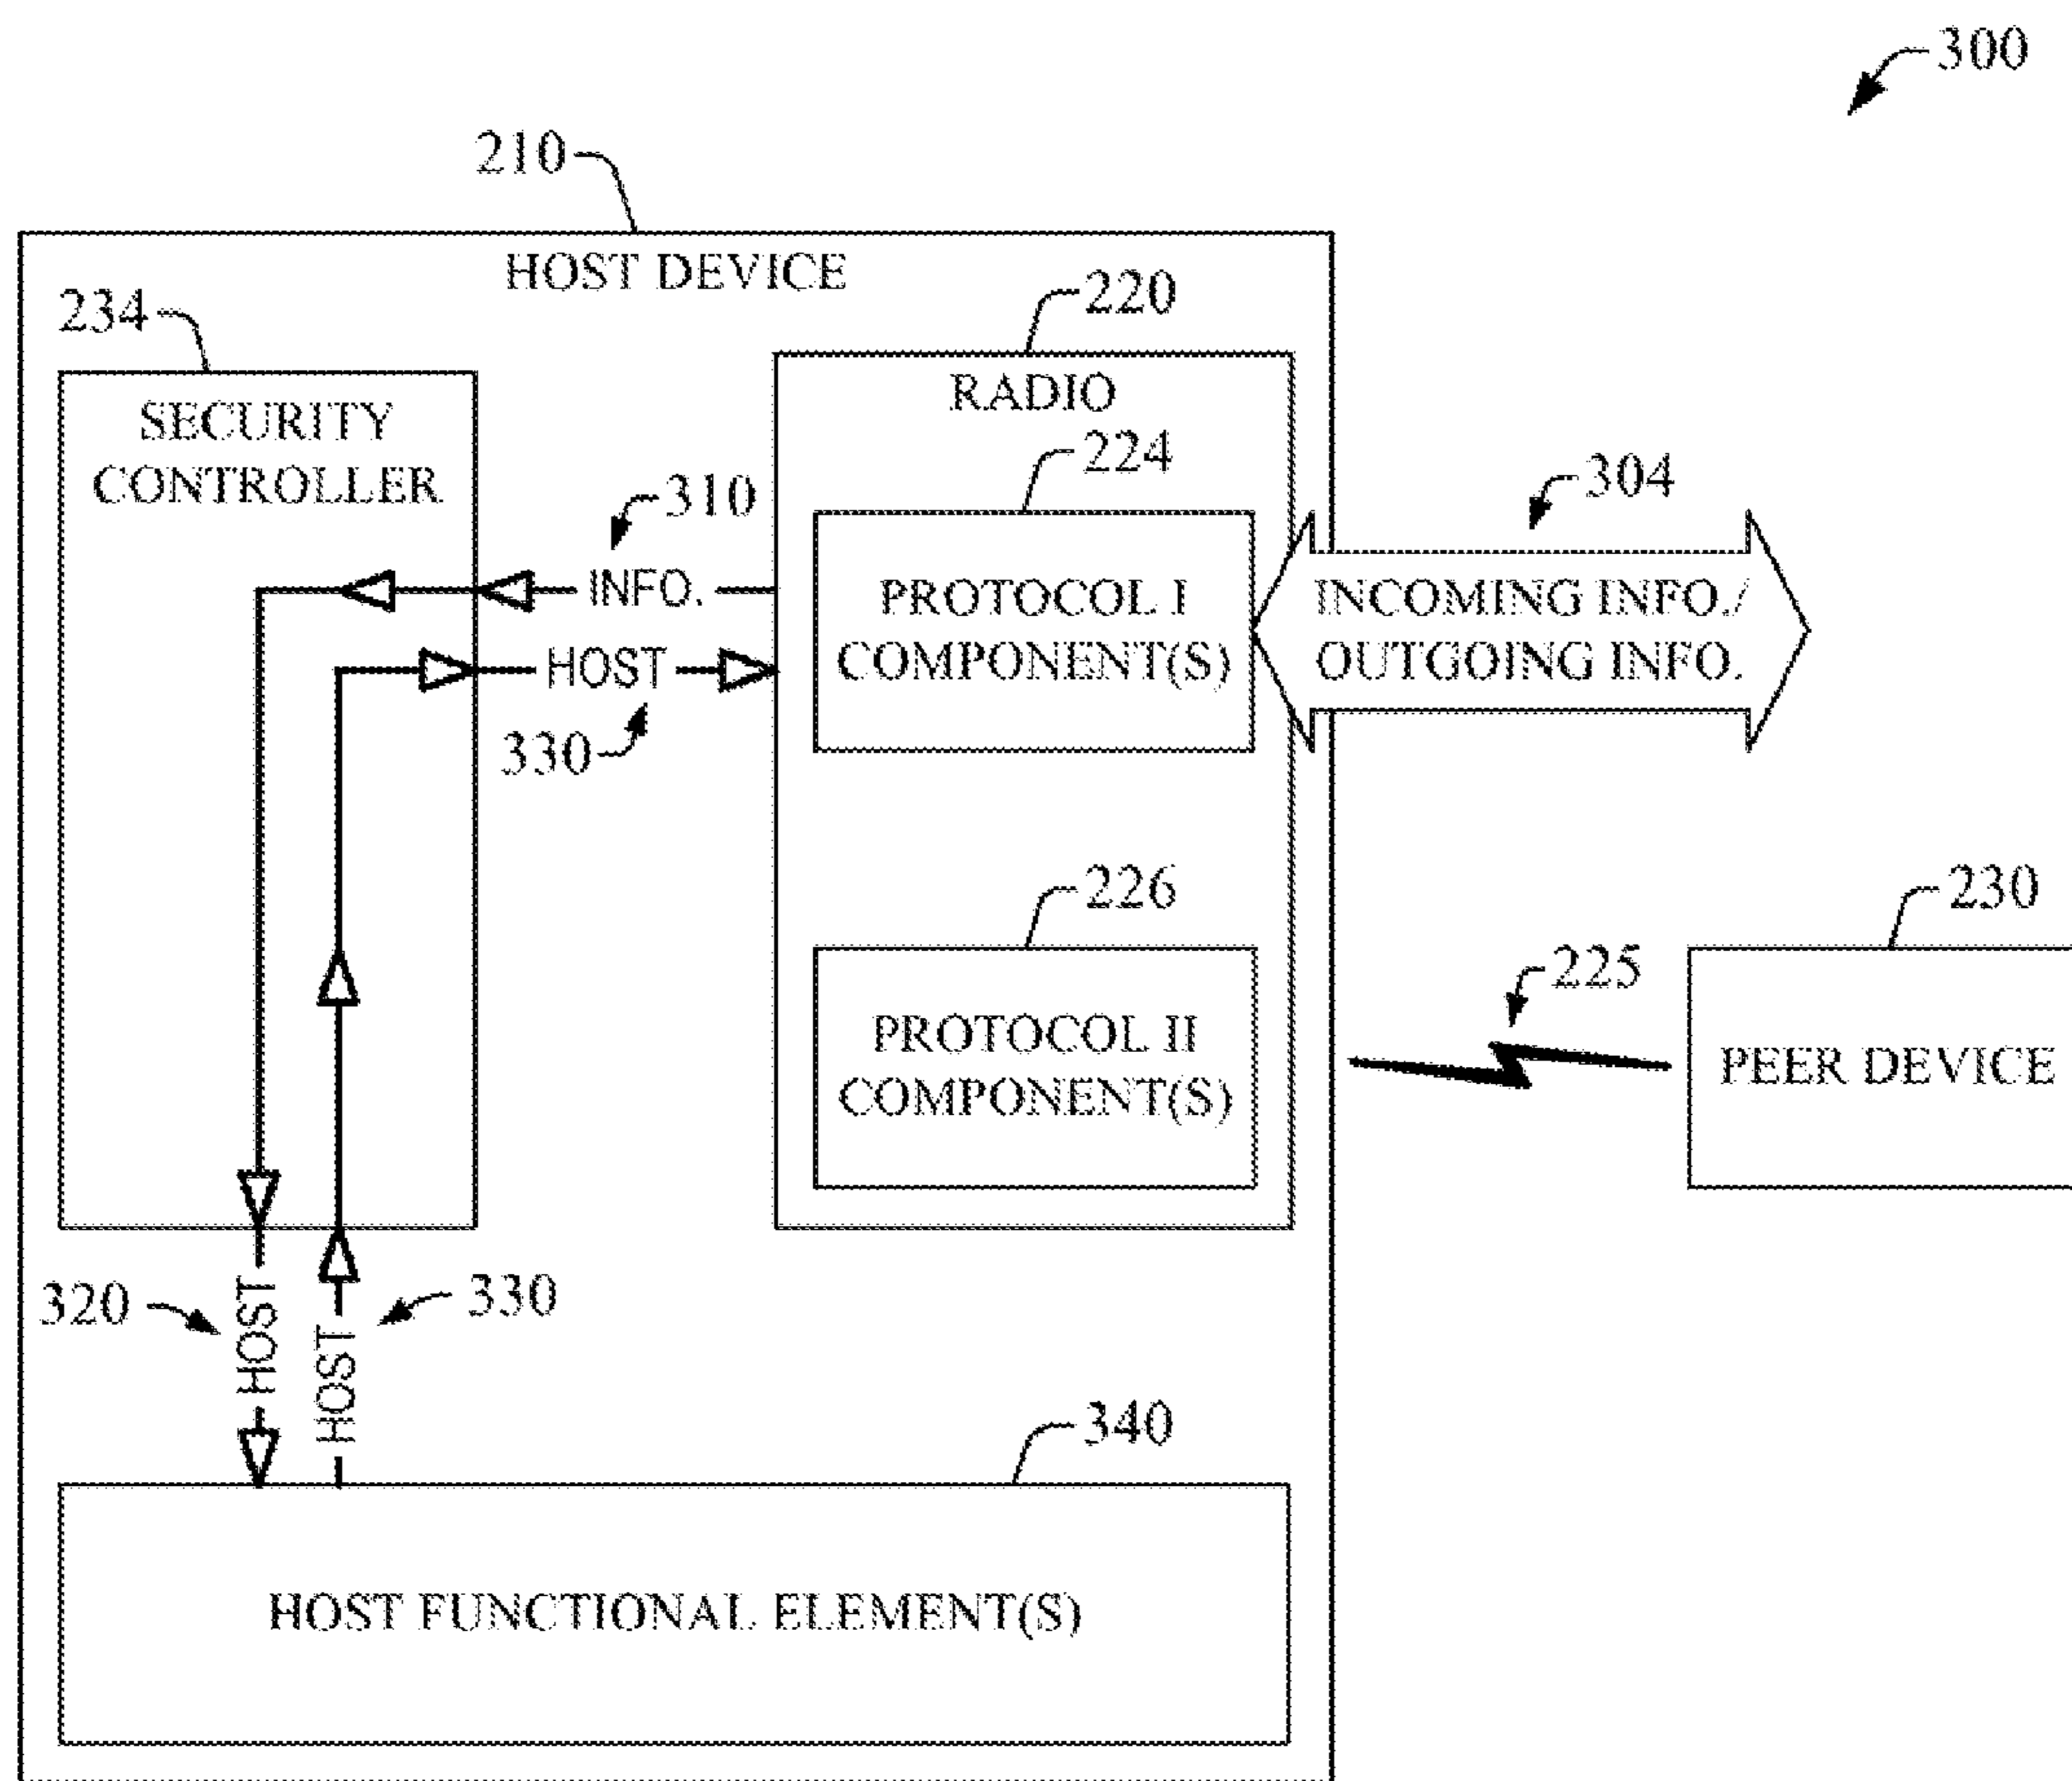 300
210
HOST DEVICE
234
220
SECURITY
CONTROLLER
RADIO
224
310
304
INFO.
HOST
330
PROTOCOL I
COMPONENT(S)
INCOMING INFO./
OUTGOING INFO.
226
225
230
PROTOCOL II
COMPONENT(S)
PEER DEVICE
320
HOST
HOST
330
340
HOST FUNCTIONAL ELEMENT(S)